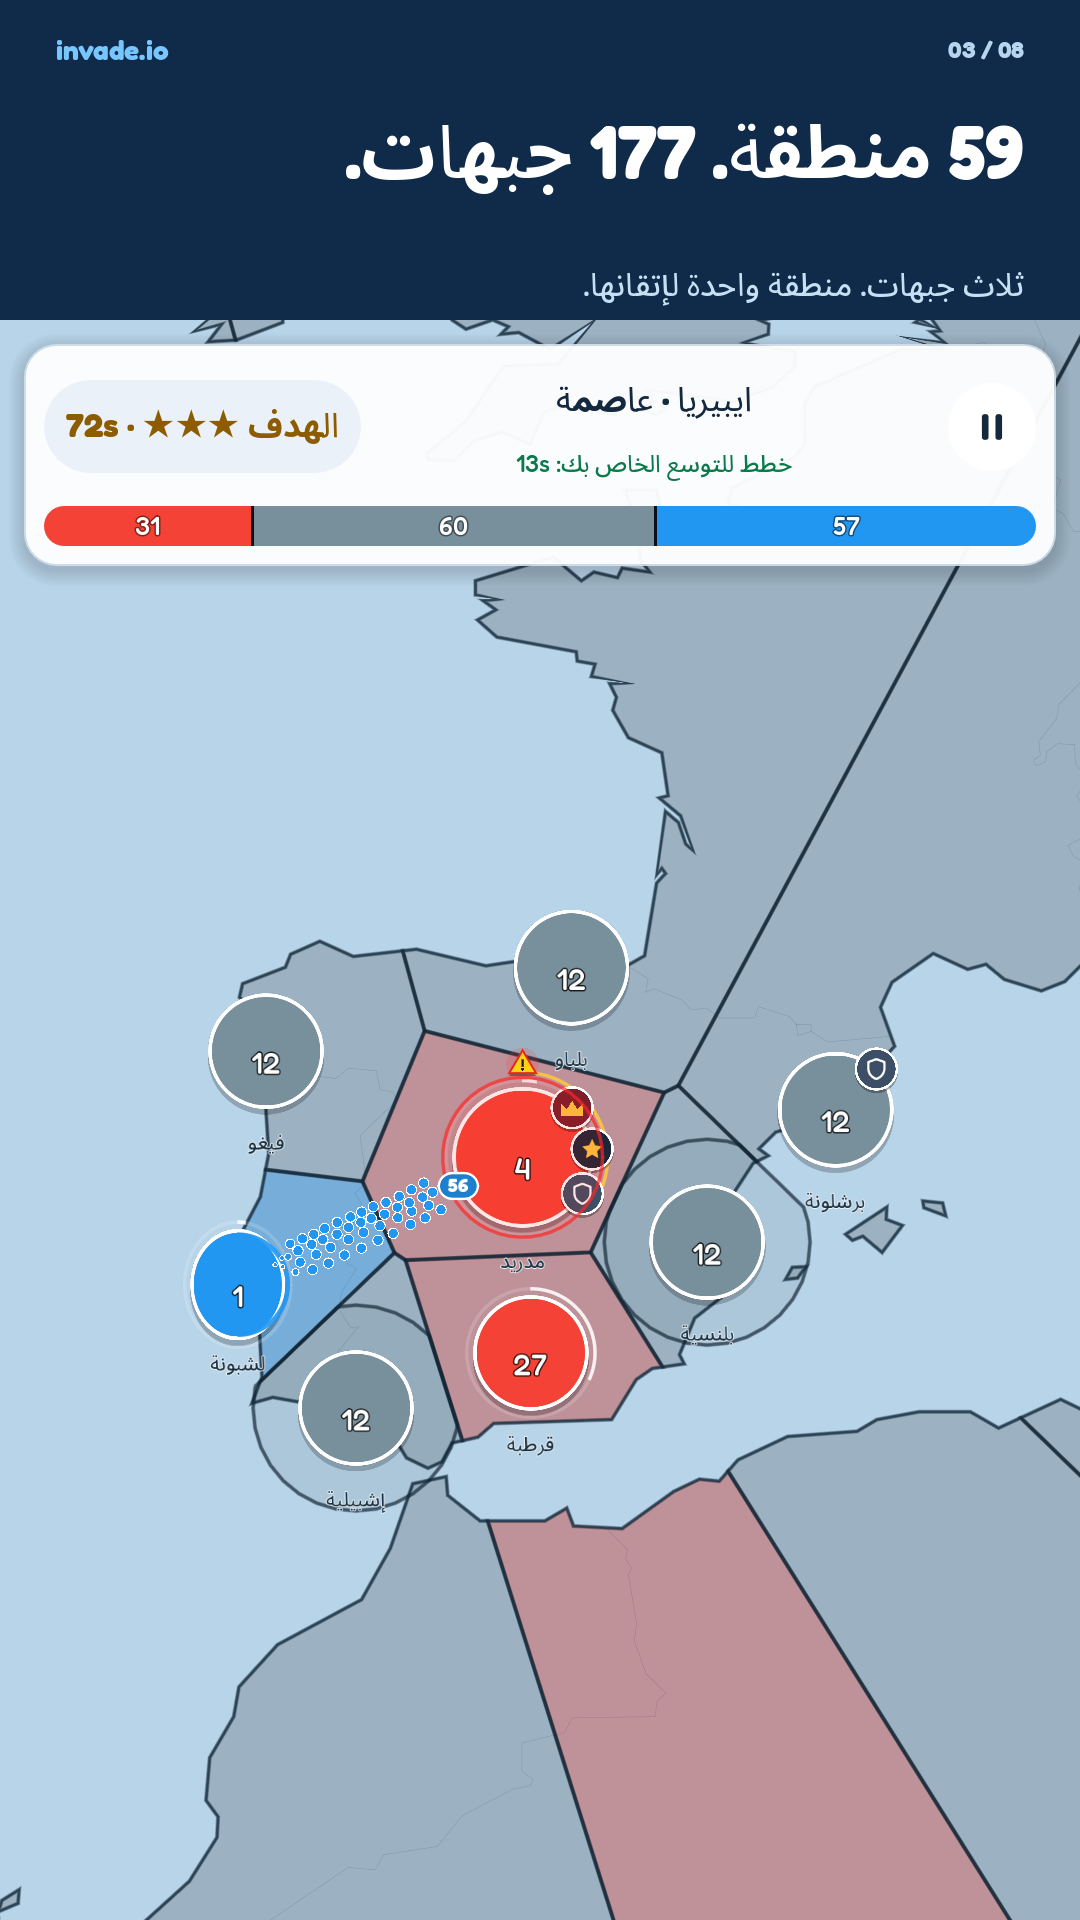 invade.io
03 / 08
59 منطقة. 177 جبهات.
ثلاث جبهات. منطقة واحدة لإتقانها.
ايبيريا • عاصمة
الهدف ★★★ • 72s
خطط للتوسع الخاص بك: 13s
31
60
57
12
بلباو
12
فيغو
12
برشلونة
4
56
مدريد
12
بلنسية
1
لشبونة
27
قرطبة
12
إشبيلية